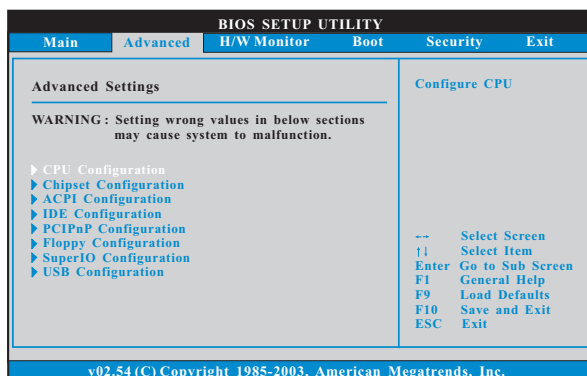 BIOS SETUP UTILITY
Main Advanced H/W Monitor Boot Security Exit
Advanced Settings
WARNING : Setting wrong values in below sections
may cause system to malfunction.
CPU Configuration
Chipset Configuration
ACPI Configuration
IDE Configuration
PCIPnP Configuration
Floppy Configuration
SuperIO Configuration
USB Configuration
Configure CPU
←→ Select Screen
↑↓ Select Item
Enter Go to Sub Screen
F1 General Help
F9 Load Defaults
F10 Save and Exit
ESC Exit
v02.54 (C) Copyright 1985-2003, American Megatrends, Inc.